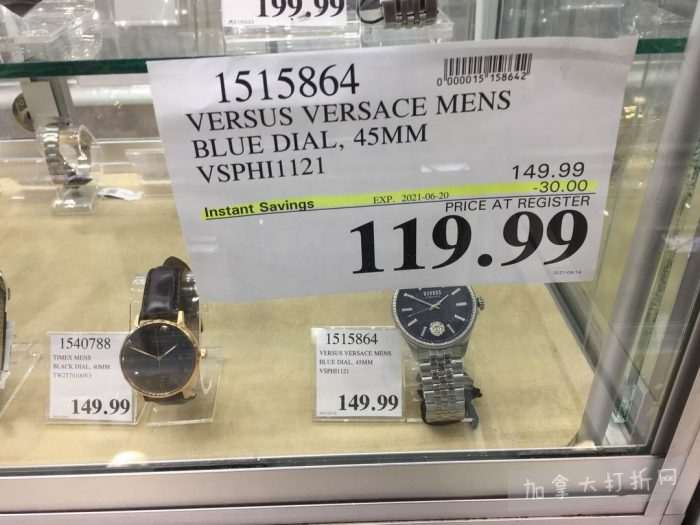 199.99
1515864
0 000015 158642
VERSUS VERSACE MENS
BLUE DIAL, 45MM
VSPHI1121
149.99
-30.00
Instant Savings EXP. 2021-06-20
PRICE AT REGISTER
119.99
1540788
TIMEX MENS
BLACK DIAL, 40MM
149.99
1515864
VERSUS VERSACE MENS
BLUE DIAL, 45MM
VSPHI1121
149.99
VERSUS
加拿大打折网